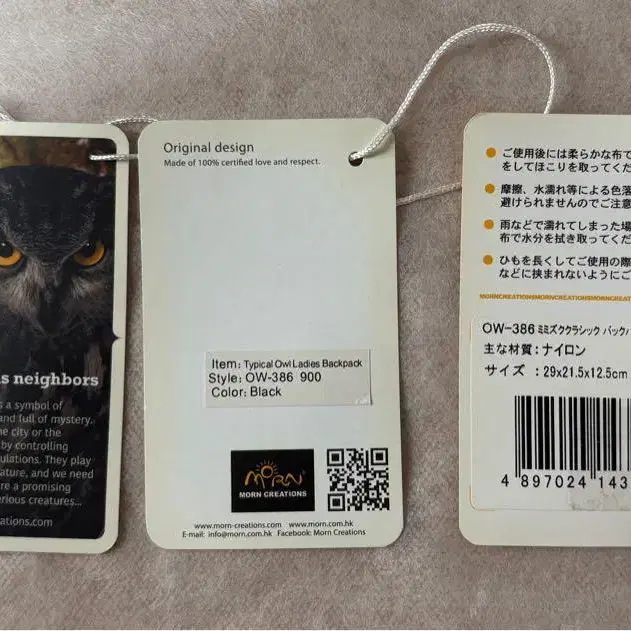 s neighbors
s a symbol of
and full of mystery.
he city or the
by controlling
ulations. They play
ature, and we need
re a promising
erious creatures...
ations.com
Original design
Made of 100% certified love and respect.
Item: Typical Owl Ladies Backpack
Style: OW-386 900
Color: Black
MORN
MORN CREATIONS
www.morn-creations.com www.morn.com.hk
E-mail: info@morn.com.hk Facebook: Morn Creations
ご使用後には柔らかな布で
をしてほこりを取ってくだ
摩擦、水濡れ等による色落
避けられませんのでご注意
雨などで濡れてしまった場
布で水分を拭き取ってくだ
ひもを長くしてご使用の際
などに挟まれないようにご
MORNCREATIONSMORNCREATIONSMORNCREAT
OW-386 ミミズククラシック バックパ
主な材質：ナイロン
サイズ ：29x21.5x12.5cm
4 897024 143